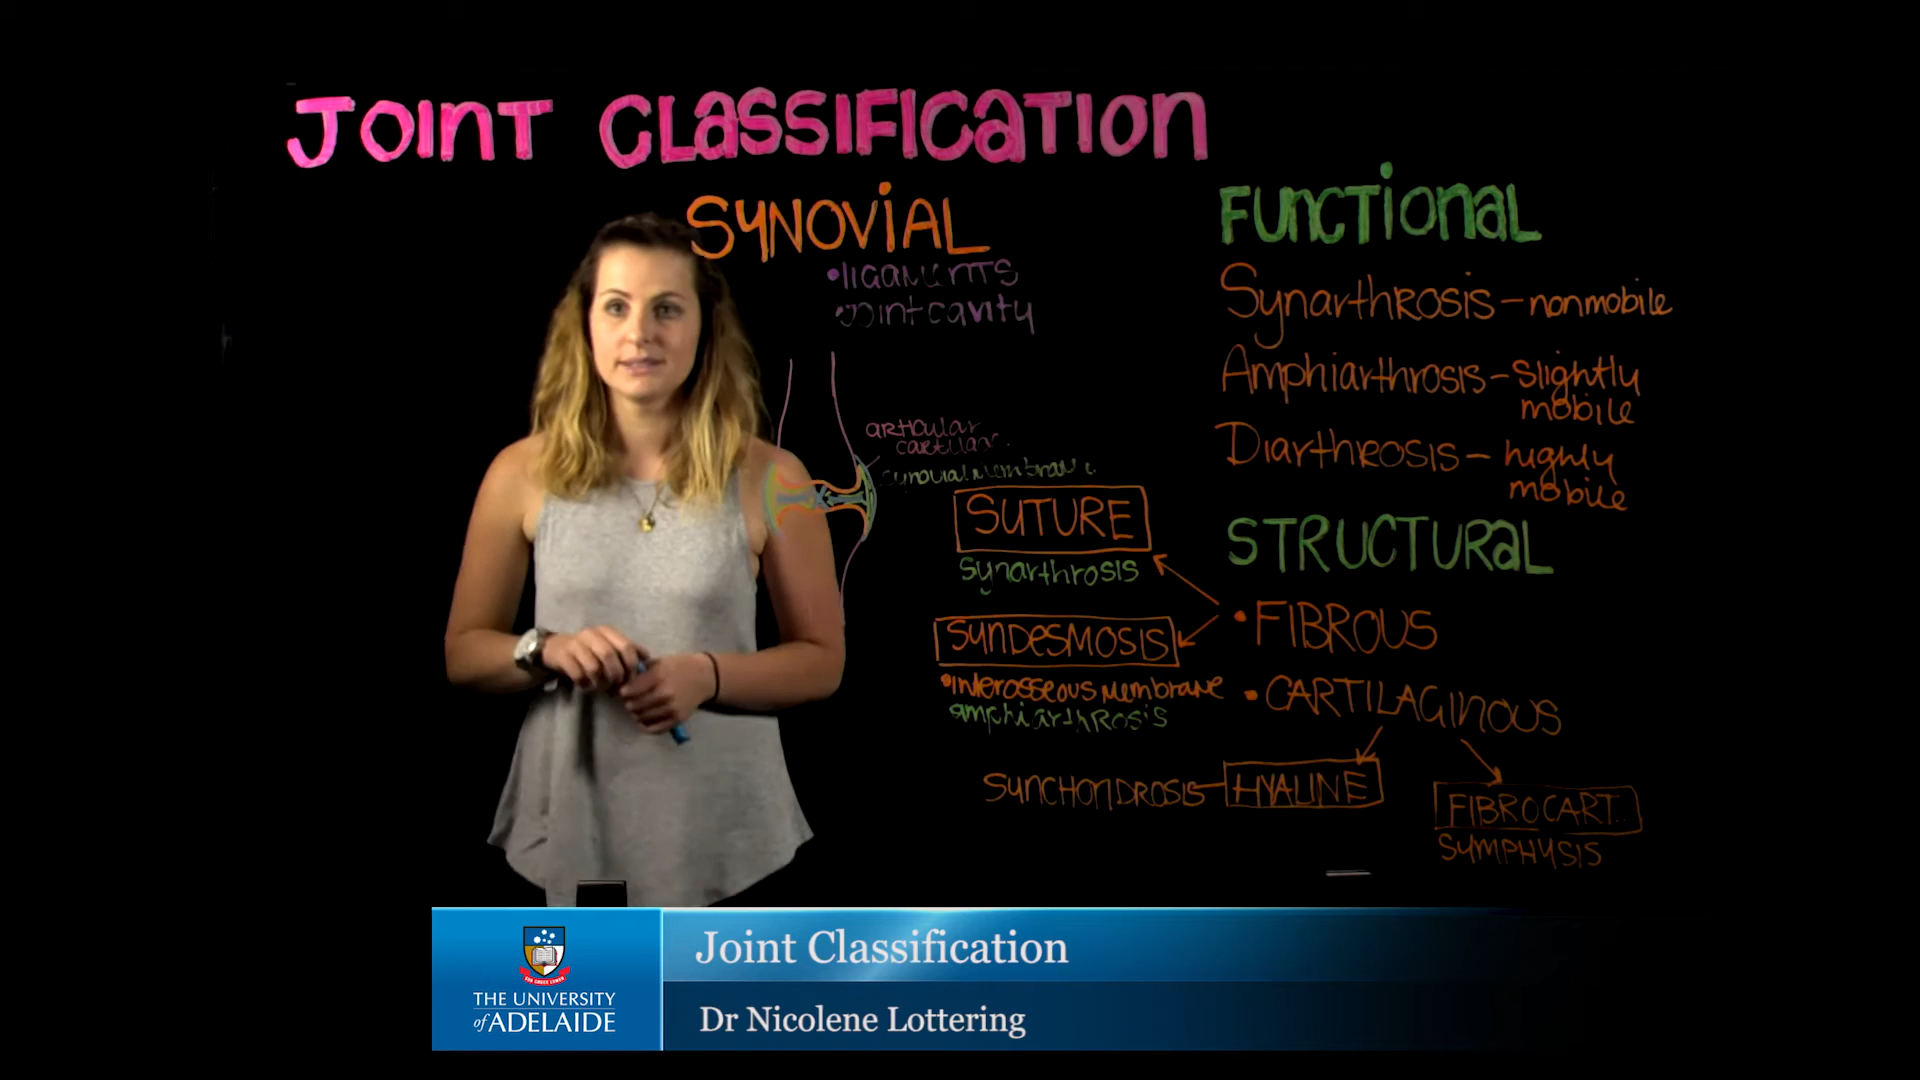 JOINT CLASSIFICATION
SYNOVIAL
•ligaments
•Joint cavity
articular
synovial membrane
FUNCTIONAL
Synarthrosis – nonmobile
Amphiarthrosis – slightly
mobile
Diarthrosis – highly
mobile
SUTURE
synarthrosis
STRUCTURAL
• FIBROUS
SYNDESMOSIS
•interosseous membrane
amphiarthrosis
• CARTILAGINOUS
SYNCHONDROSIS – HYALINE
FIBROCART..
SYMPHYSIS
THE UNIVERSITY
of ADELAIDE
Joint Classification
Dr Nicolene Lottering